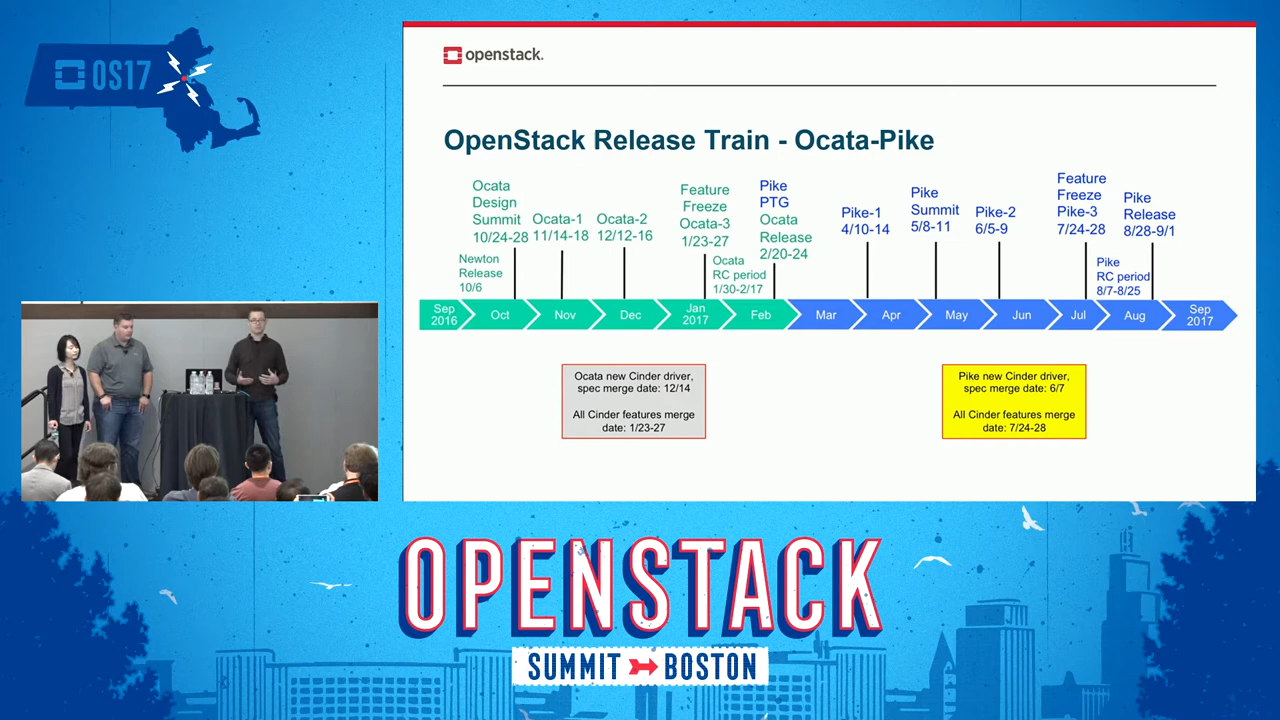 OS17
openstack.
OpenStack Release Train - Ocata-Pike
Ocata
Design
Summit
10/24-28
Ocata-1
11/14-18
Ocata-2
12/12-16
Feature
Freeze
Ocata-3
1/23-27
Pike
PTG
Ocata
Release
2/20-24
Pike-1
4/10-14
Pike
Summit
5/8-11
Pike-2
6/5-9
Feature
Freeze
Pike-3
7/24-28
Pike
Release
8/28-9/1
Newton
Release
10/6
Ocata
RC period
1/30-2/17
Pike
RC period
8/7-8/25
Sep
2016
Oct
Nov
Dec
Jan
2017
Feb
Mar
Apr
May
Jun
Jul
Aug
Sep
2017
Ocata new Cinder driver,
spec merge date: 12/14
All Cinder features merge
date: 1/23-27
Pike new Cinder driver,
spec merge date: 6/7
All Cinder features merge
date: 7/24-28
OPENSTACK
SUMMIT BOSTON